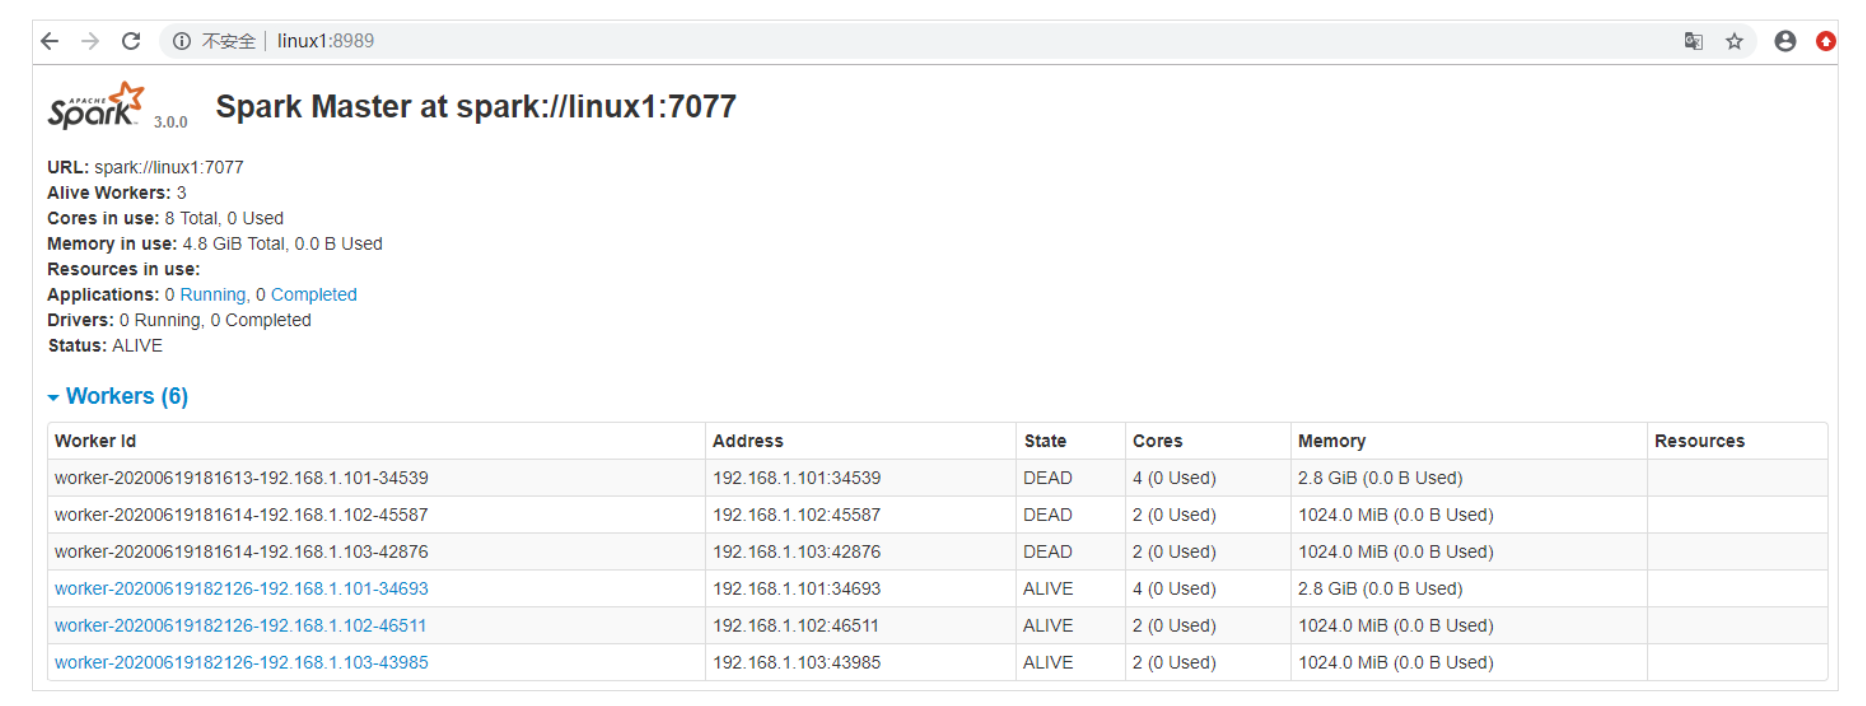 不安全 | linux1:8989
APACHE
Spark 3.0.0 Spark Master at spark://linux1:7077
URL: spark://linux1:7077
Alive Workers: 3
Cores in use: 8 Total, 0 Used
Memory in use: 4.8 GiB Total, 0.0 B Used
Resources in use:
Applications: 0 Running, 0 Completed
Drivers: 0 Running, 0 Completed
Status: ALIVE
Workers (6)
Worker Id Address State Cores Memory Resources
worker-20200619181613-192.168.1.101-34539 192.168.1.101:34539 DEAD 4 (0 Used) 2.8 GiB (0.0 B Used)
worker-20200619181614-192.168.1.102-45587 192.168.1.102:45587 DEAD 2 (0 Used) 1024.0 MiB (0.0 B Used)
worker-20200619181614-192.168.1.103-42876 192.168.1.103:42876 DEAD 2 (0 Used) 1024.0 MiB (0.0 B Used)
worker-20200619182126-192.168.1.101-34693 192.168.1.101:34693 ALIVE 4 (0 Used) 2.8 GiB (0.0 B Used)
worker-20200619182126-192.168.1.102-46511 192.168.1.102:46511 ALIVE 2 (0 Used) 1024.0 MiB (0.0 B Used)
worker-20200619182126-192.168.1.103-43985 192.168.1.103:43985 ALIVE 2 (0 Used) 1024.0 MiB (0.0 B Used)